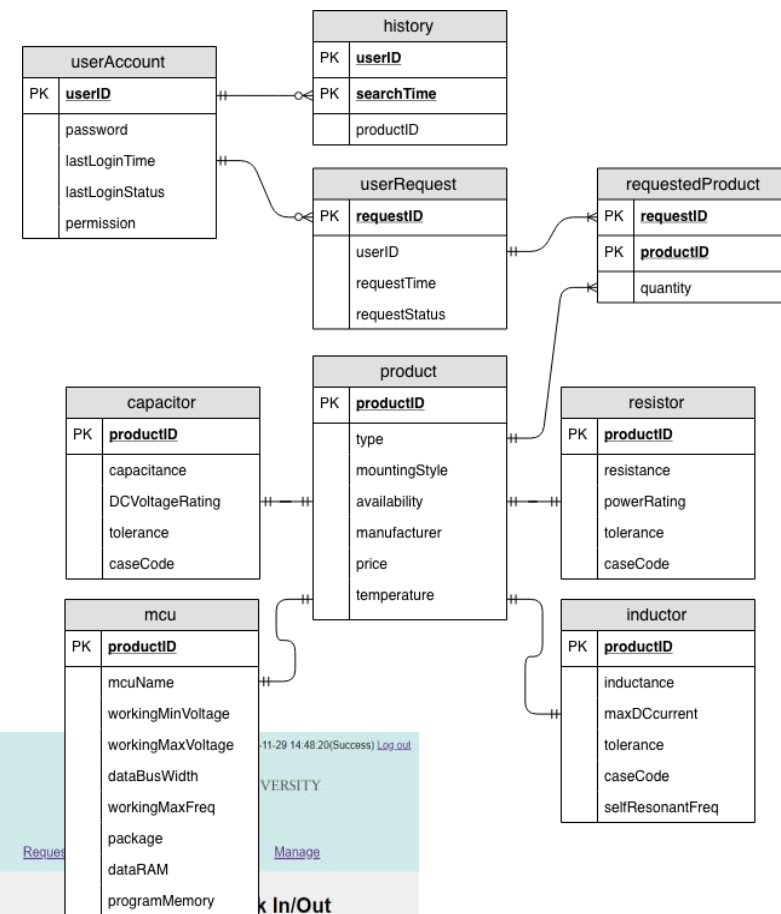 history
PK userID
PK searchTime
productID
userAccount
PK userID
password
lastLoginTime
lastLoginStatus
permission
userRequest
PK requestID
userID
requestTime
requestStatus
requestedProduct
PK requestID
PK productID
quantity
product
PK productID
type
mountingStyle
availability
manufacturer
price
temperature
capacitor
PK productID
capacitance
DCVoltageRating
tolerance
caseCode
resistor
PK productID
resistance
powerRating
tolerance
caseCode
mcu
PK productID
mcuName
workingMinVoltage
workingMaxVoltage
dataBusWidth
workingMaxFreq
package
dataRAM
programMemory
inductor
PK productID
inductance
maxDCcurrent
tolerance
caseCode
selfResonantFreq
-11-29 14:48:20(Success) Log out
VERSITY
Reques
Manage
k In/Out